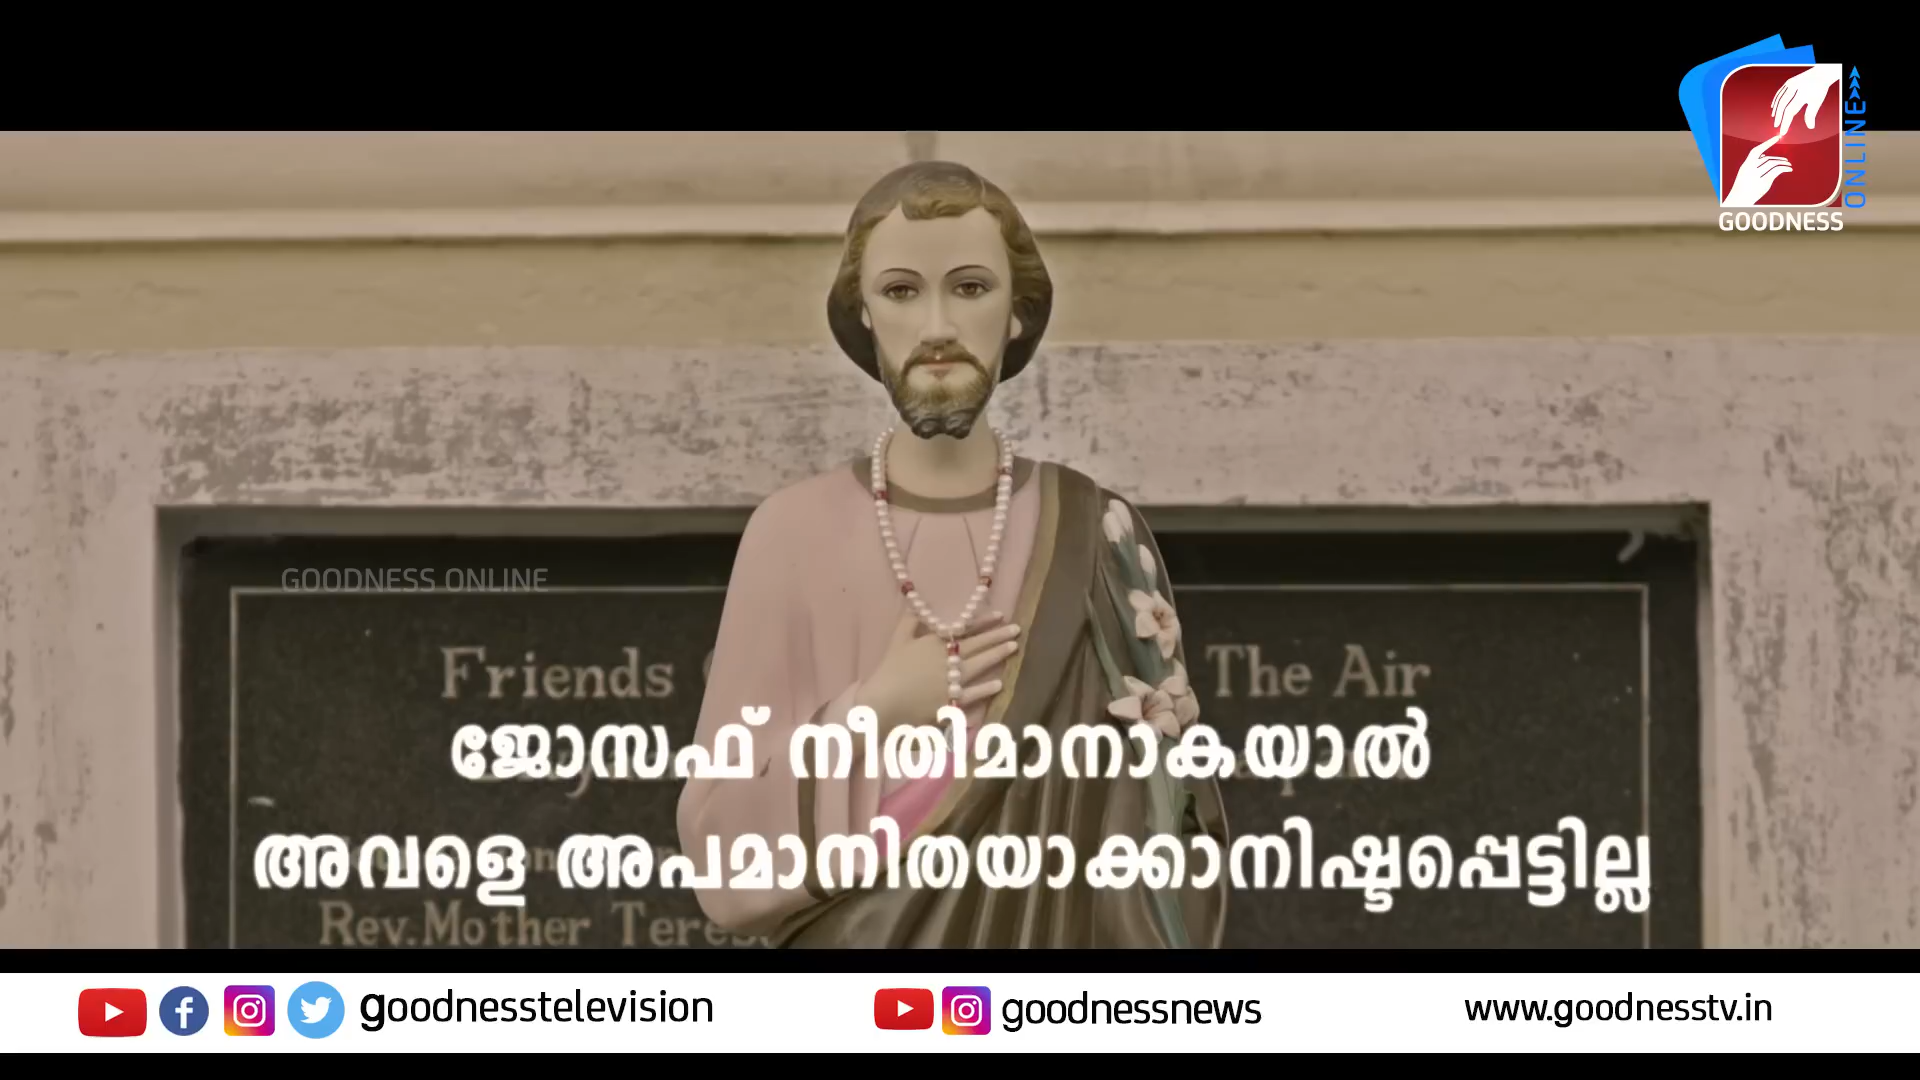 ONLINE
GOODNESS
GOODNESS ONLINE
Friends The Air
ജോസഫ് നീതിമാനാകയാൽ
അവളെ അപമാനിതയാക്കാനിഷ്ടപ്പെട്ടില്ല
Rev.Mother
goodnesstelevision
goodnessnews
www.goodnesstv.in